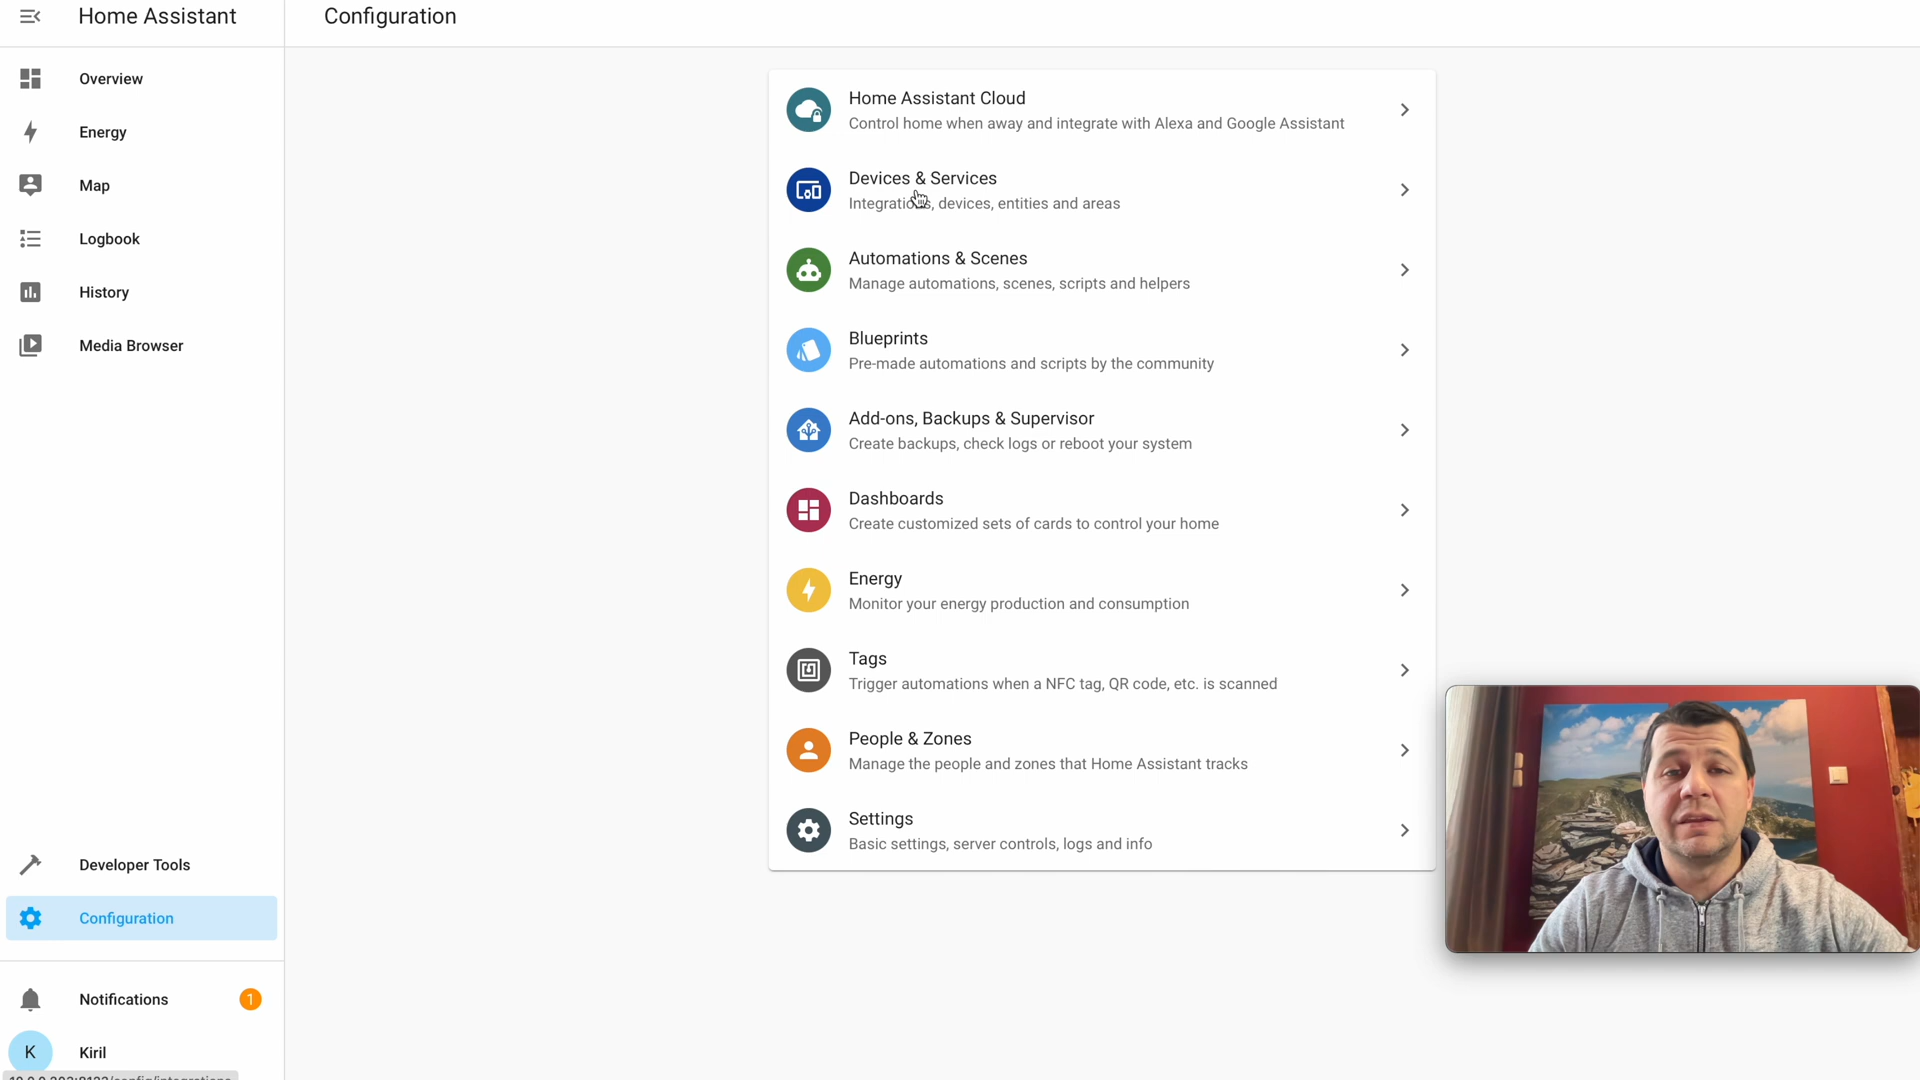 Home Assistant
Configuration
Overview
Energy
Map
Logbook
History
Media Browser
Developer Tools
Configuration
Notifications
1
K
Kiril
Home Assistant Cloud
Control home when away and integrate with Alexa and Google Assistant
Devices & Services
Integrations, devices, entities and areas
Automations & Scenes
Manage automations, scenes, scripts and helpers
Blueprints
Pre-made automations and scripts by the community
Add-ons, Backups & Supervisor
Create backups, check logs or reboot your system
Dashboards
Create customized sets of cards to control your home
Energy
Monitor your energy production and consumption
Tags
Trigger automations when a NFC tag, QR code, etc. is scanned
People & Zones
Manage the people and zones that Home Assistant tracks
Settings
Basic settings, server controls, logs and info